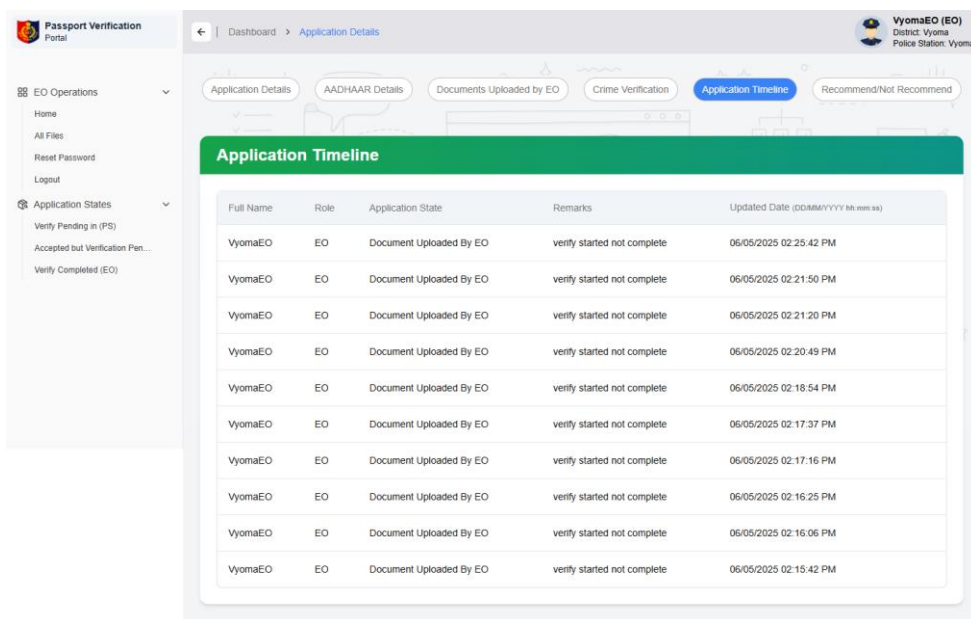 Passport Verification
Portal
EO Operations
Home
All Files
Reset Password
Logout
Application States
Verify Pending in (PS)
Accepted but Verification Pen...
Verify Completed (EO)
Dashboard > Application Details
VyomaEO (EO)
District: Vyoma
Police Station: Vyoma
Application Details AADHAAR Details Documents Uploaded by EO Crime Verification Application Timeline Recommend/Not Recommend
Application Timeline
Full Name Role Application State Remarks Updated Date (DD/MM/YYYY hh:mm:ss)
VyomaEO EO Document Uploaded By EO verify started not complete 06/05/2025 02:25:42 PM
VyomaEO EO Document Uploaded By EO verify started not complete 06/05/2025 02:21:50 PM
VyomaEO EO Document Uploaded By EO verify started not complete 06/05/2025 02:21:20 PM
VyomaEO EO Document Uploaded By EO verify started not complete 06/05/2025 02:20:49 PM
VyomaEO EO Document Uploaded By EO verify started not complete 06/05/2025 02:18:54 PM
VyomaEO EO Document Uploaded By EO verify started not complete 06/05/2025 02:17:37 PM
VyomaEO EO Document Uploaded By EO verify started not complete 06/05/2025 02:17:16 PM
VyomaEO EO Document Uploaded By EO verify started not complete 06/05/2025 02:16:25 PM
VyomaEO EO Document Uploaded By EO verify started not complete 06/05/2025 02:16:06 PM
VyomaEO EO Document Uploaded By EO verify started not complete 06/05/2025 02:15:42 PM